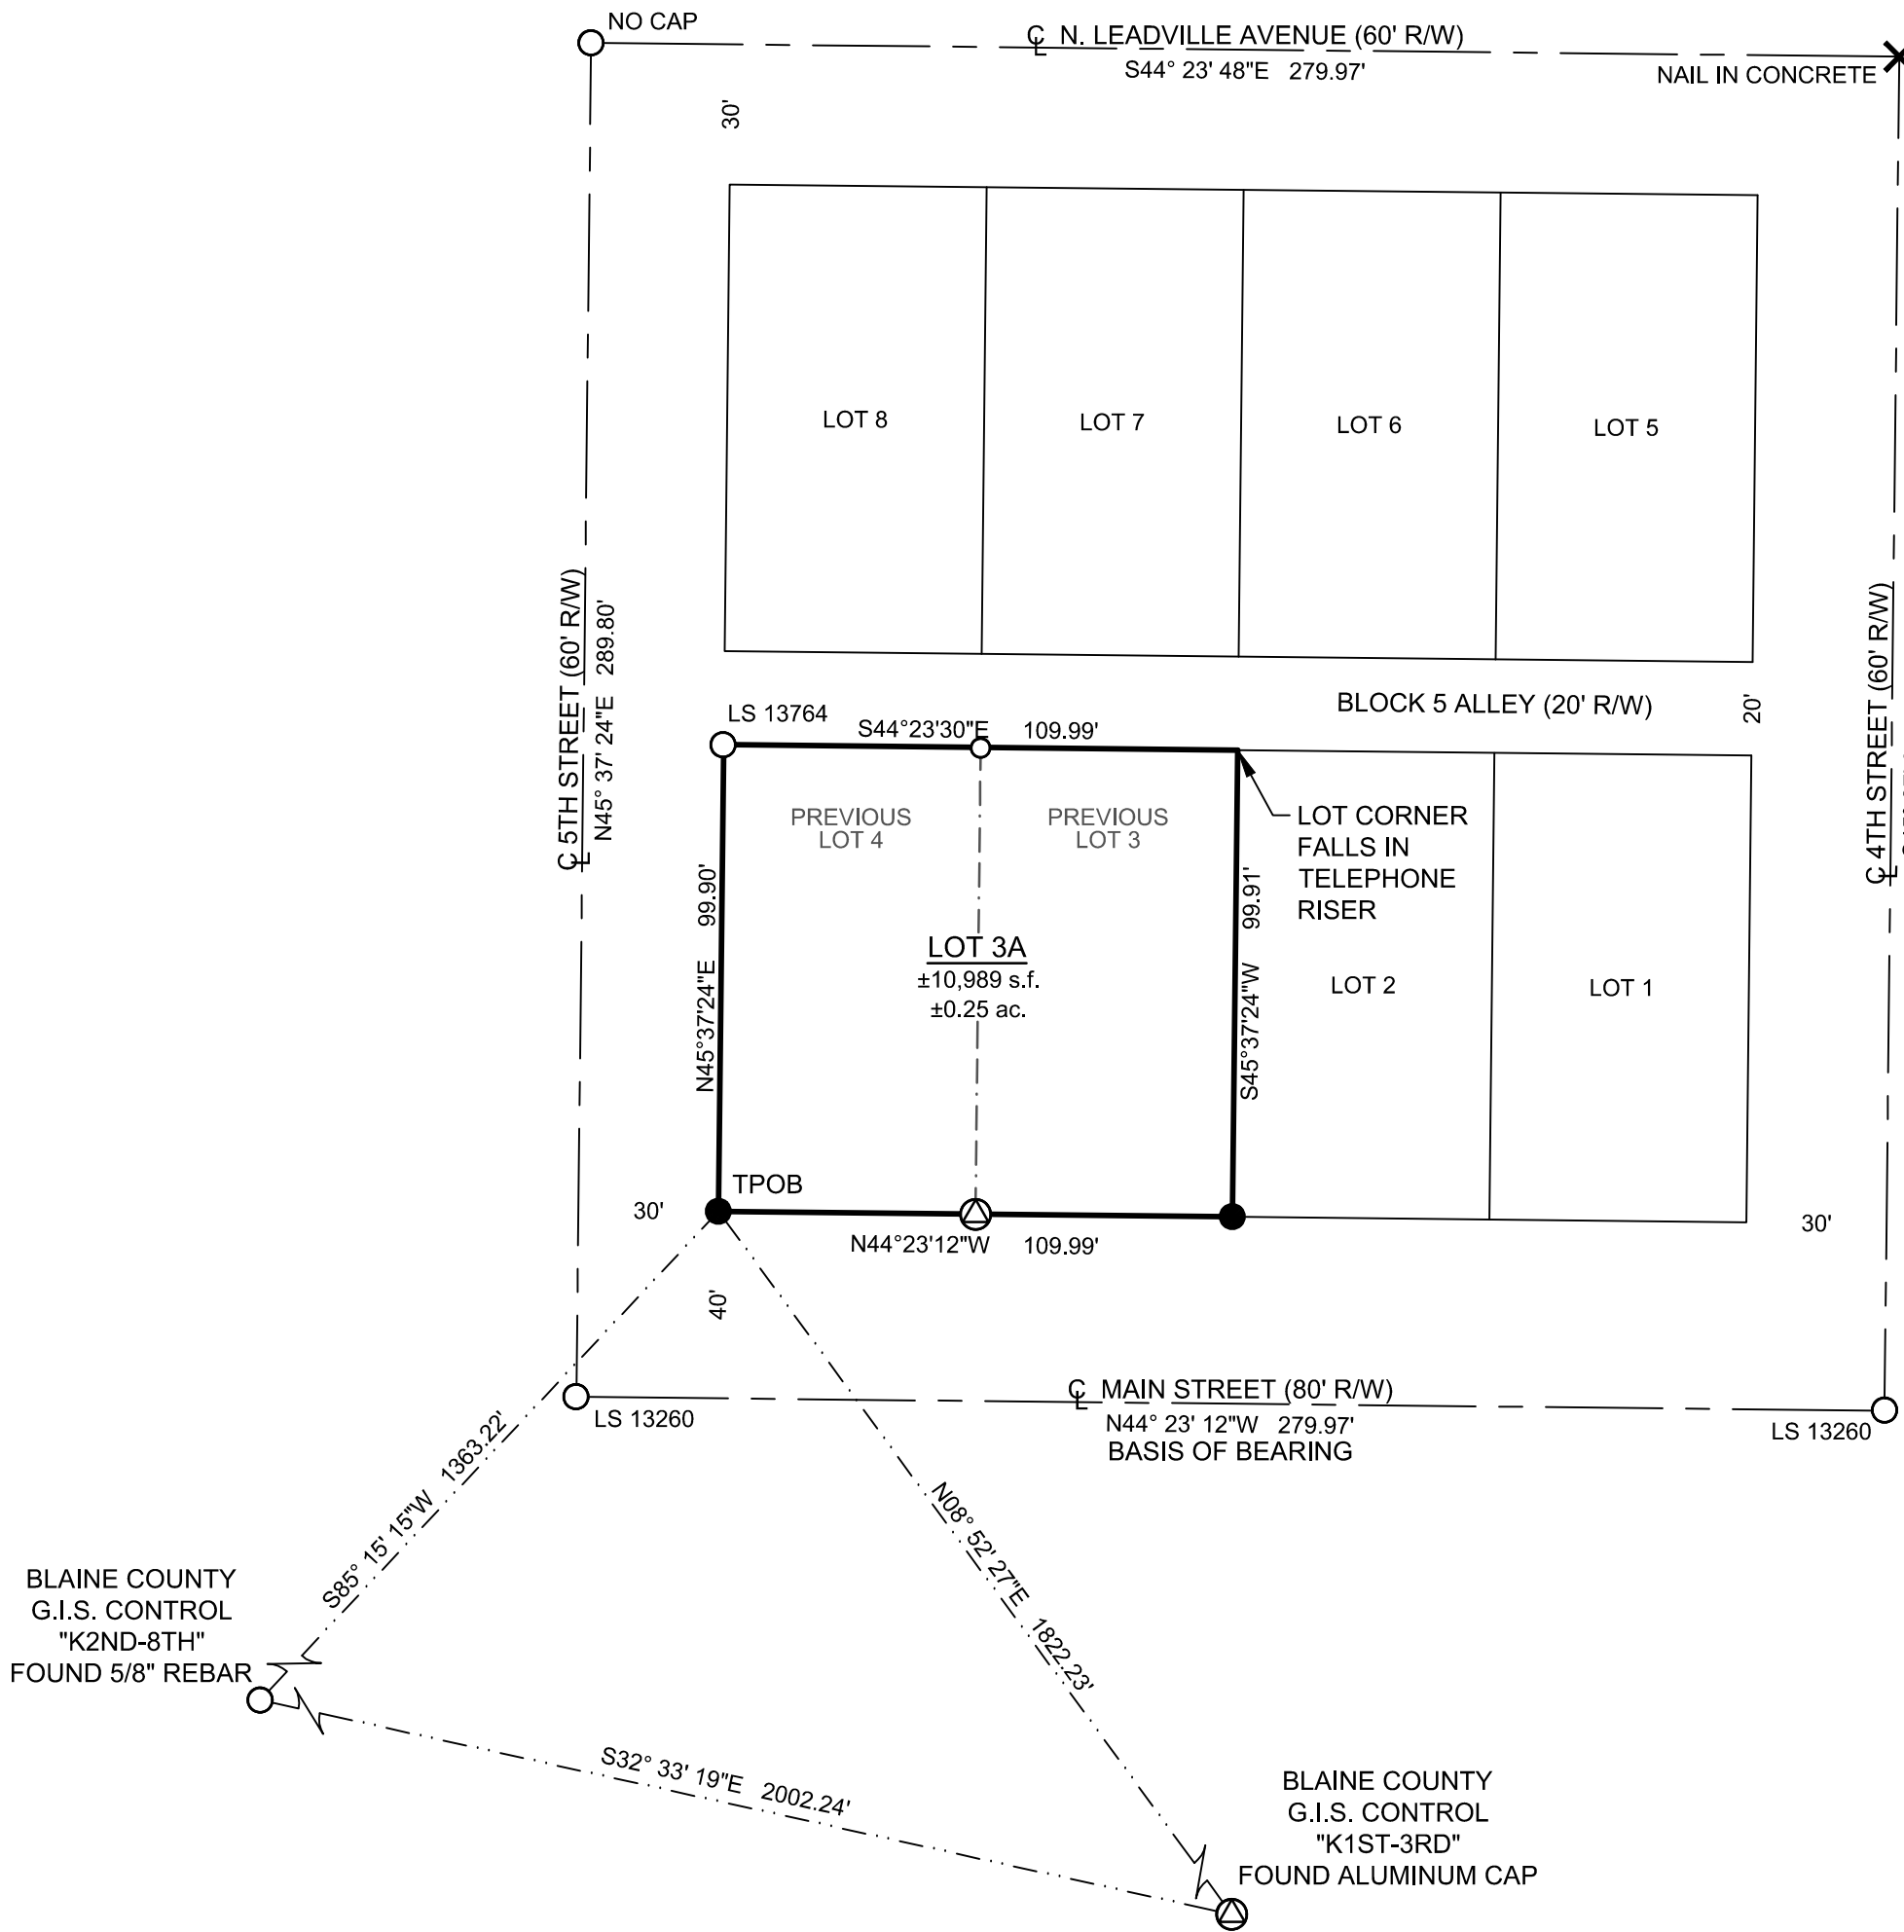 NO CAP
℄ N. LEADVILLE AVENUE (60' R/W)
S44° 23' 48"E 279.97'
NAIL IN CONCRETE
30'
LOT 8
LOT 7
LOT 6
LOT 5
℄ 5TH STREET (60' R/W)
N45° 37' 24"E 289.80'
℄ 4TH STREET (60' R/W)
BLOCK 5 ALLEY (20' R/W)
20'
LS 13764
S44°23'30"E 109.99'
PREVIOUS
LOT 4
PREVIOUS
LOT 3
LOT CORNER
FALLS IN
TELEPHONE
RISER
N45°37'24"E 99.90'
S45°37'24"W 99.91'
LOT 3A
±10,989 s.f.
±0.25 ac.
LOT 2
LOT 1
TPOB
30'
30'
N44°23'12"W 109.99'
40'
℄ MAIN STREET (80' R/W)
N44° 23' 12"W 279.97'
BASIS OF BEARING
LS 13260
LS 13260
S85° 15' 15"W 1363.22'
N08° 52' 27"E 1822.23'
BLAINE COUNTY
G.I.S. CONTROL
"K2ND-8TH"
FOUND 5/8" REBAR
S32° 33' 19"E 2002.24'
BLAINE COUNTY
G.I.S. CONTROL
"K1ST-3RD"
FOUND ALUMINUM CAP